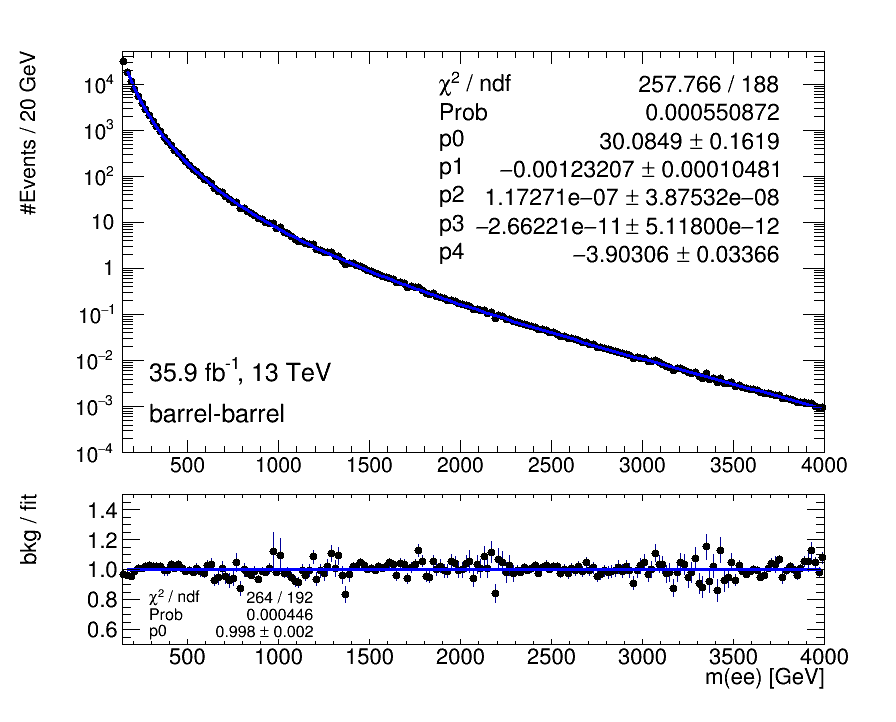 #Events / 20 GeV
10⁴
10³
10²
10
1
10⁻¹
10⁻²
10⁻³
10⁻⁴
χ² / ndf 257.766 / 188
Prob 0.000550872
p0 30.0849 ± 0.1619
p1 −0.00123207 ± 0.00010481
p2 1.17271e−07 ± 3.87532e−08
p3 −2.66221e−11 ± 5.11800e−12
p4 −3.90306 ± 0.03366
35.9 fb⁻¹, 13 TeV
barrel-barrel
500 1000 1500 2000 2500 3000 3500 4000
bkg / fit
1.4
1.2
1.0
0.8
0.6
χ² / ndf 264 / 192
Prob 0.000446
p0 0.998 ± 0.002
500 1000 1500 2000 2500 3000 3500 4000
m(ee) [GeV]